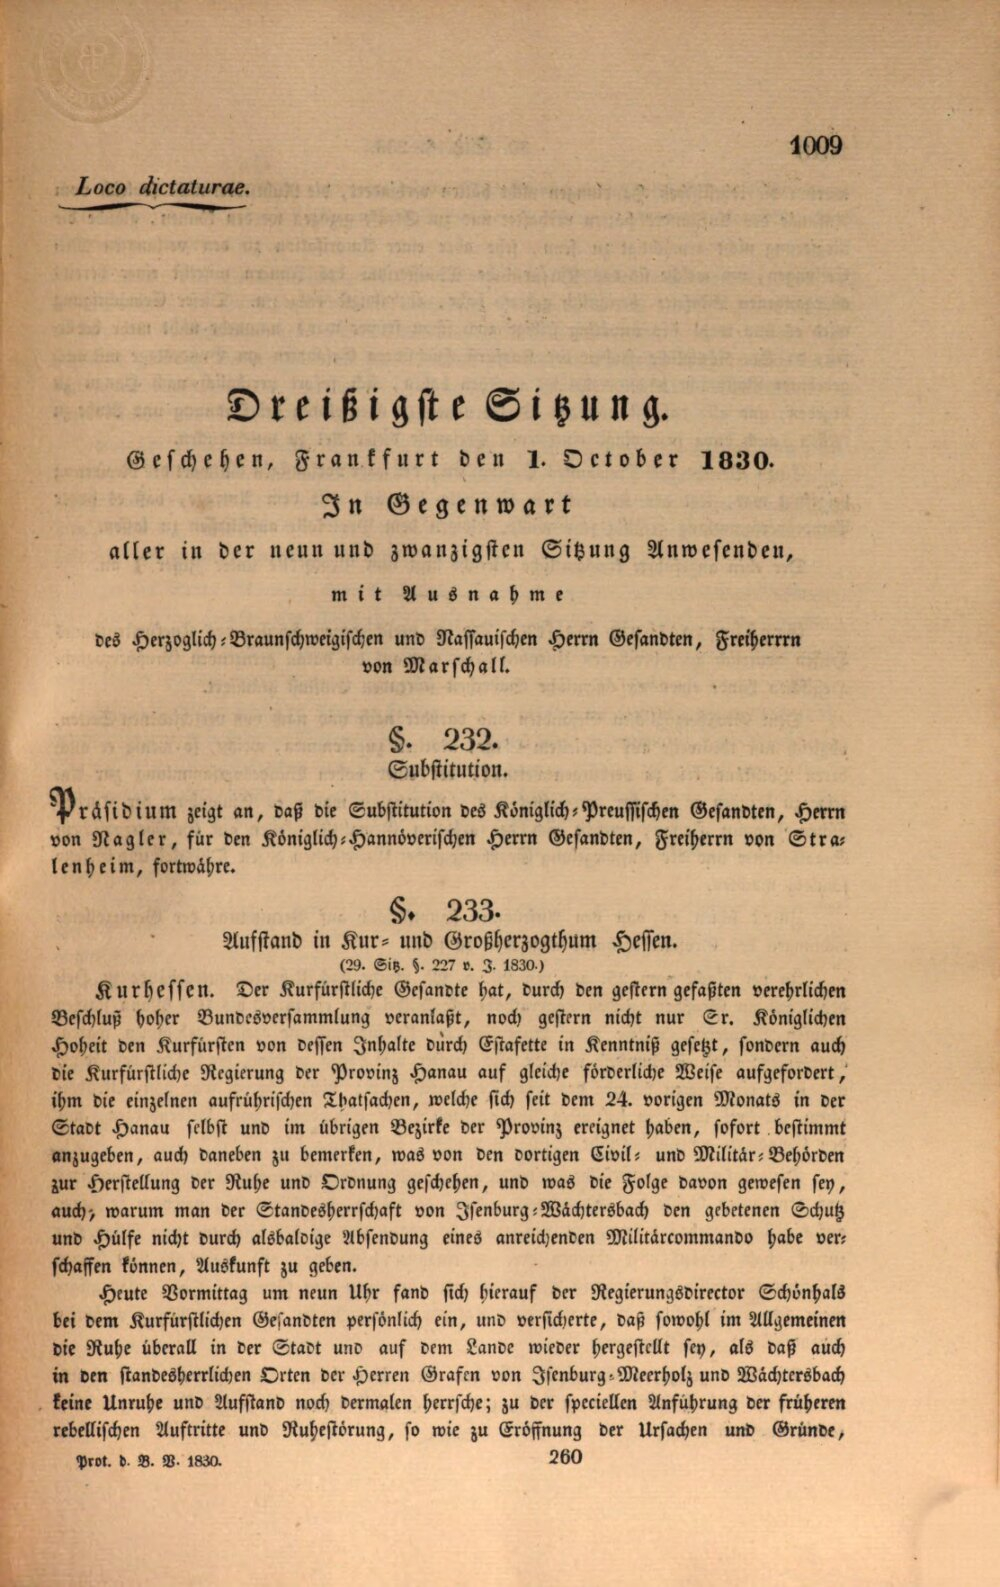 1009
Loco dictaturae.
Dreißigste Sitzung.
Geschehen, Frankfurt den 1. October 1830.
In Gegenwart
aller in der neun und zwanzigsten Sitzung Anwesenden,
mit Ausnahme
des Herzoglich-Braunschweigischen und Nassauischen Herrn Gesandten, Freiherrrn
von Marschall.
§. 232.
Substitution.
Präsidium zeigt an, daß die Substitution des Königlich-Preussischen Gesandten, Herrn
von Nagler, für den Königlich-Hannöverischen Herrn Gesandten, Freiherrn von Stra-
lenheim, fortwähre.
§. 233.
Aufstand in Kur- und Großherzogthum Hessen.
(29. Sitz. §. 227 v. J. 1830.)
Kurhessen. Der Kurfürstliche Gesandte hat, durch den gestern gefaßten verehrlichen
Beschluß hoher Bundesversammlung veranlaßt, noch gestern nicht nur Sr. Königlichen
Hoheit den Kurfürsten von dessen Inhalte durch Estafette in Kenntniß gesetzt, sondern auch
die Kurfürstliche Regierung der Provinz Hanau auf gleiche förderliche Weise aufgefordert,
ihm die einzelnen aufrührischen Thatsachen, welche sich seit dem 24. vorigen Monats in der
Stadt Hanau selbst und im übrigen Bezirke der Provinz ereignet haben, sofort bestimmt
anzugeben, auch daneben zu bemerken, was von den dortigen Civil- und Militär-Behörden
zur Herstellung der Ruhe und Ordnung geschehen, und was die Folge davon gewesen sey,
auch, warum man der Standesherrschaft von Isenburg-Wächtersbach den gebetenen Schutz
und Hülfe nicht durch alsbaldige Absendung eines anreichenden Militärcommando habe ver-
schaffen können, Auskunft zu geben.
Heute Vormittag um neun Uhr fand sich hierauf der Regierungsdirector Schönhals
bei dem Kurfürstlichen Gesandten persönlich ein, und versicherte, daß sowohl im Allgemeinen
die Ruhe überall in der Stadt und auf dem Lande wieder hergestellt sey, als daß auch
in den standesherrlichen Orten der Herren Grafen von Isenburg-Meerholz und Wächtersbach
keine Unruhe und Aufstand noch dermalen herrsche; zu der speciellen Anführung der früheren
rebellischen Auftritte und Ruhestörung, so wie zu Eröffnung der Ursachen und Gründe,
Prot. d. B. V. 1830.
260